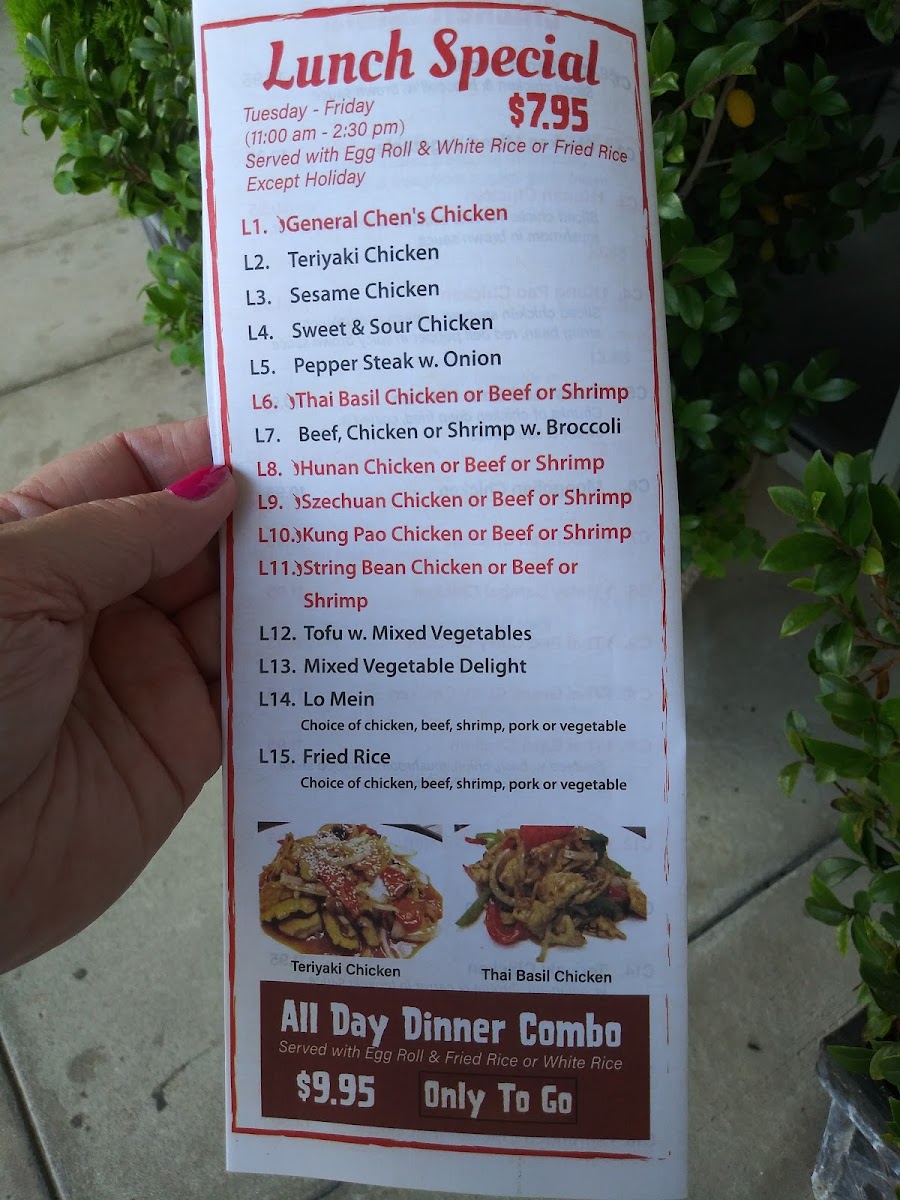 Lunch Special
Tuesday - Friday
$7.95
(11:00 am - 2:30 pm)
Served with Egg Roll & White Rice or Fried Rice
Except Holiday
L1. General Chen's Chicken
L2. Teriyaki Chicken
L3. Sesame Chicken
L4. Sweet & Sour Chicken
L5. Pepper Steak w. Onion
L6. Thai Basil Chicken or Beef or Shrimp
L7. Beef, Chicken or Shrimp w. Broccoli
L8. Hunan Chicken or Beef or Shrimp
L9. Szechuan Chicken or Beef or Shrimp
L10. Kung Pao Chicken or Beef or Shrimp
L11. String Bean Chicken or Beef or
Shrimp
L12. Tofu w. Mixed Vegetables
L13. Mixed Vegetable Delight
L14. Lo Mein
Choice of chicken, beef, shrimp, pork or vegetable
L15. Fried Rice
Choice of chicken, beef, shrimp, pork or vegetable
Teriyaki Chicken
Thai Basil Chicken
All Day Dinner Combo
Served with Egg Roll & Fried Rice or White Rice
$9.95 Only To Go